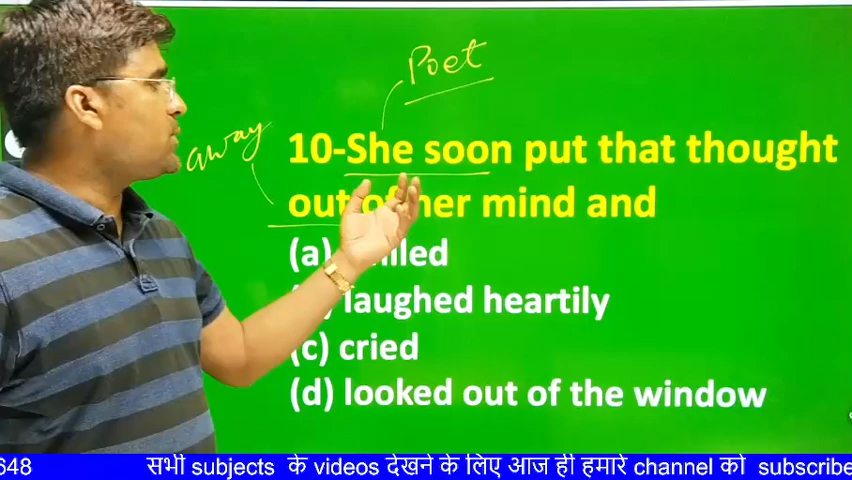 Poet
away
10-She soon put that thought
out of her mind and
(a)
laughed heartily
(c) cried
(d) looked out of the window
648 सभी subjects के videos देखने के लिए आज ही हमारे channel को subscribe